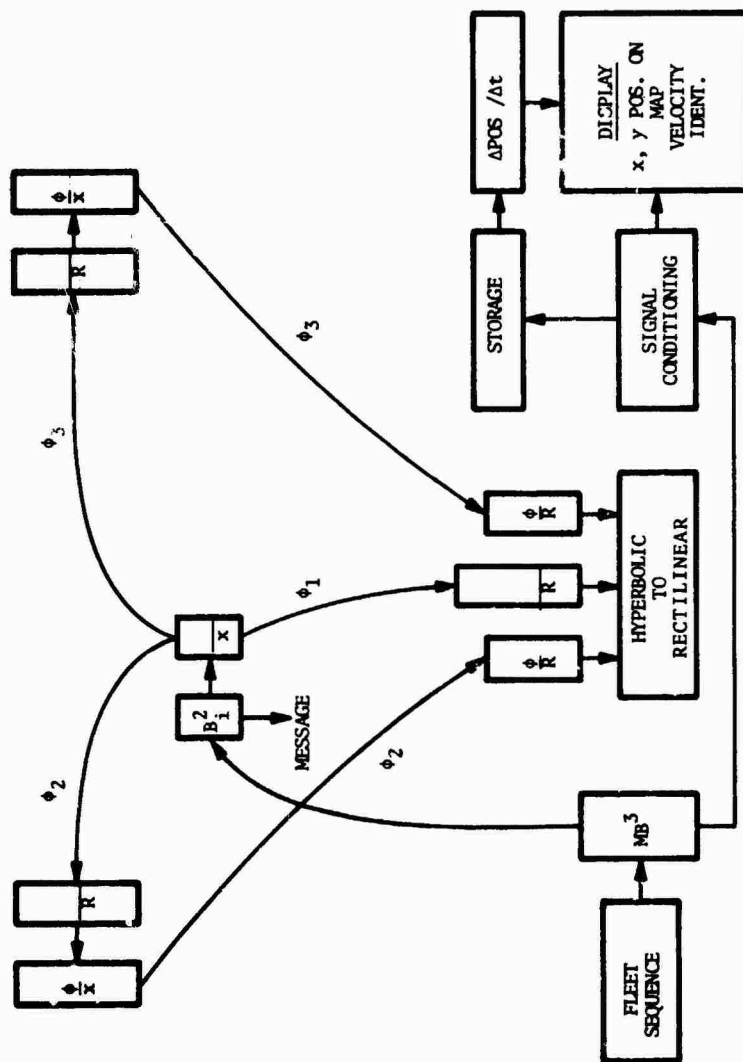 φ
x
R
R
φ
x
φ₂
φ₃
B²ᵢ
x
MESSAGE
φ₂
φ₁
φ₃
φ
R
R
φ
R
HYPERBOLIC
TO
RECTILINEAR
STORAGE
ΔPOS /Δt
FLEET
SEQUENCE
MB³
SIGNAL
CONDITIONING
DISPLAY
x, y POS. ON
MAP
VELOCITY
IDENT.